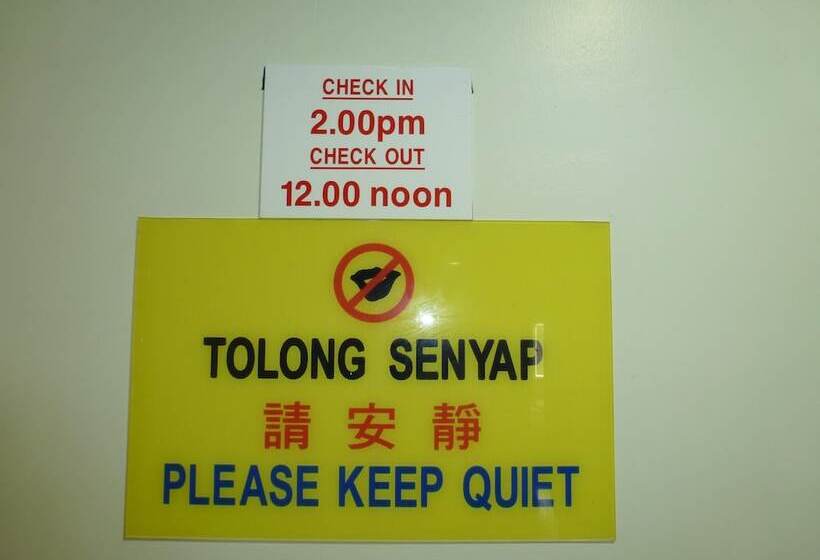 CHECK IN
2.00pm
CHECK OUT
12.00 noon
TOLONG SENYAP
請安靜
PLEASE KEEP QUIET